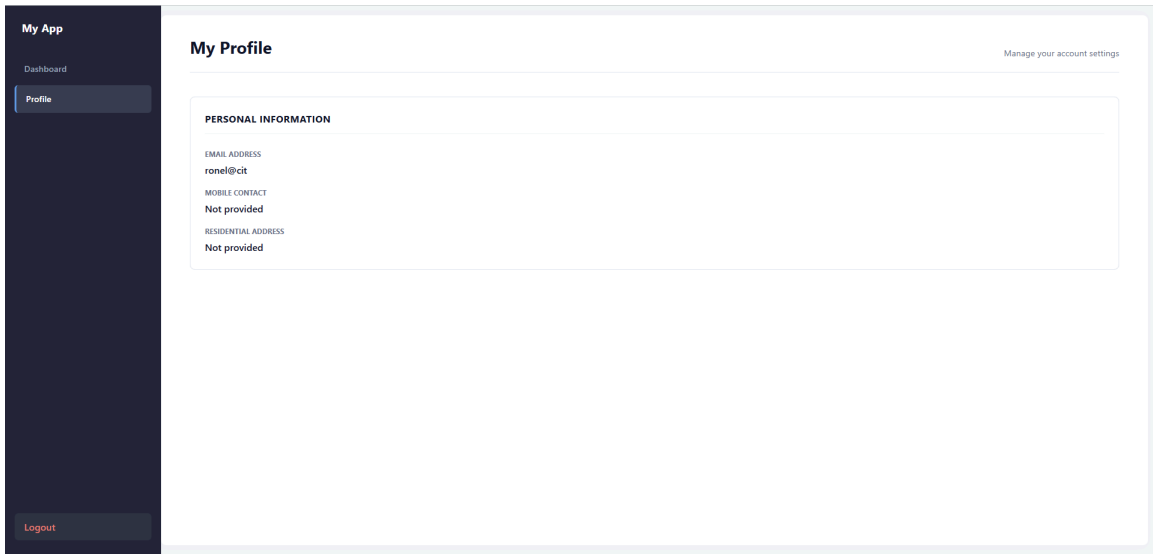 My App
Dashboard
Profile
Logout
My Profile
Manage your account settings
PERSONAL INFORMATION
EMAIL ADDRESS
ronel@cit
MOBILE CONTACT
Not provided
RESIDENTIAL ADDRESS
Not provided